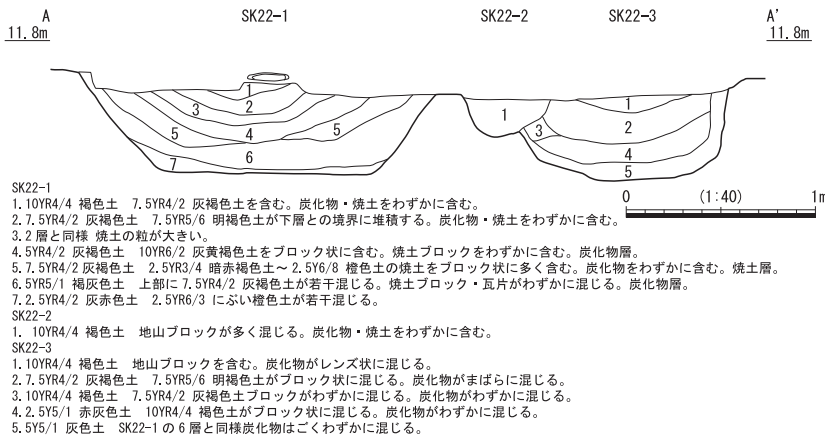 A SK22-1 SK22-2 SK22-3 A'
11.8m 11.8m
1
2
3
4
5 5
6
7
1
3
1
2
4
5
0 (1:40) 1m
SK22-1
1.10YR4/4 褐色土 7.5YR4/2 灰褐色土を含む。炭化物・焼土をわずかに含む。
2.7.5YR4/2 灰褐色土 7.5YR5/6 明褐色土が下層との境界に堆積する。炭化物・焼土をわずかに含む。
3.2層と同様 焼土の粒が大きい。
4.5YR4/2 灰褐色土 10YR6/2 灰黄褐色土をブロック状に含む。焼土ブロックをわずかに含む。炭化物層。
5.7.5YR4/2 灰褐色土 2.5YR3/4 暗赤褐色土～2.5Y6/8 橙色土の焼土をブロック状に多く含む。炭化物をわずかに含む。焼土層。
6.5YR5/1 褐灰色土 上部に7.5YR4/2 灰褐色土が若干混じる。焼土ブロック・瓦片がわずかに混じる。炭化物層。
7.2.5YR4/2 灰赤色土 2.5YR6/3 にぶい橙色土が若干混じる。
SK22-2
1. 10YR4/4 褐色土 地山ブロックが多く混じる。炭化物・焼土をわずかに含む。
SK22-3
1.10YR4/4 褐色土 地山ブロックを含む。炭化物がレンズ状に混じる。
2.7.5YR4/2 灰褐色土 7.5YR5/6 明褐色土がブロック状に混じる。炭化物がまばらに混じる。
3.10YR4/4 褐色土 7.5YR4/2 灰褐色土ブロックがわずかに混じる。炭化物がわずかに混じる。
4.2.5Y5/1 赤灰色土 10YR4/4 褐色土がブロック状に混じる。炭化物がわずかに混じる。
5.5Y5/1 灰色土 SK22-1の6層と同様炭化物はごくわずかに混じる。